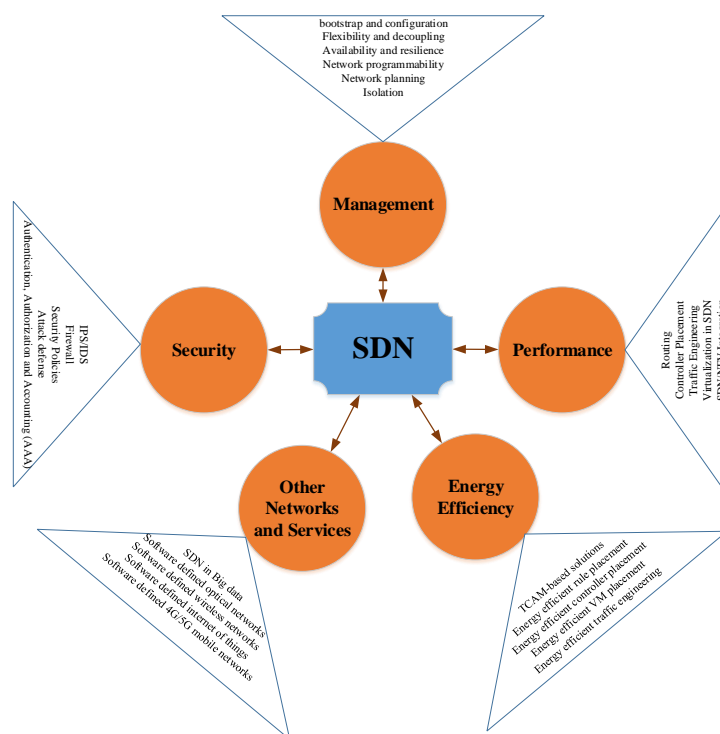 bootstrap and configuration
Flexibility and decoupling
Availability and resilience
Network programmability
Network planning
Isolation
Management
IPS/IDS
Firewall
Security Policies
Attack defense
Authentication, Authorization and Accounting (AAA)
Security
SDN
Performance
Routing
Controller Placement
Traffic Engineering
Virtualization in SDN
Other
Networks
and Services
Energy
Efficiency
SDN in Big data
Software defined optical networks
Software defined wireless networks
Software defined internet of things
Software defined 4G/5G mobile networks
TCAM-based solutions
Energy efficient rule placement
Energy efficient controller placement
Energy efficient VM placement
Energy efficient traffic engineering